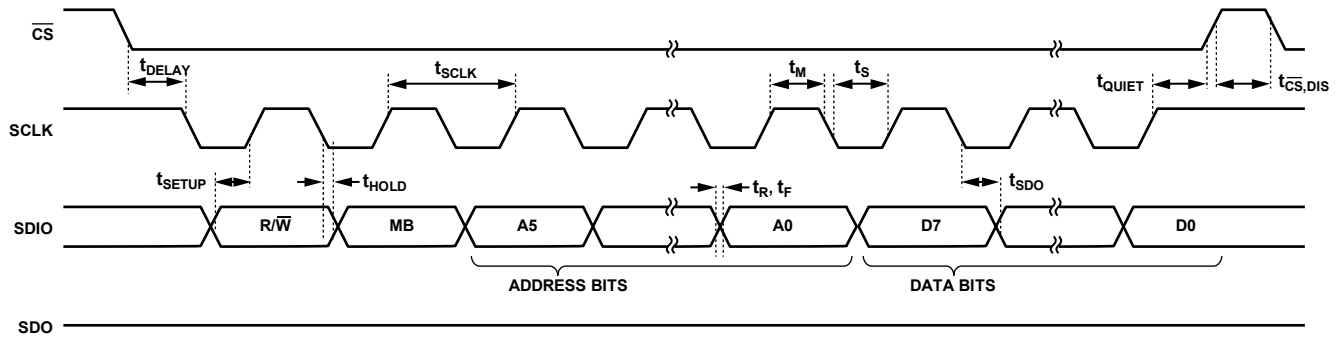 CS
tDELAY tSCLK tM tS tQUIET tCS,DIS
SCLK
tSETUP tHOLD tR, tF tSDO
SDIO R/W MB A5 A0 D7 D0
ADDRESS BITS DATA BITS
SDO